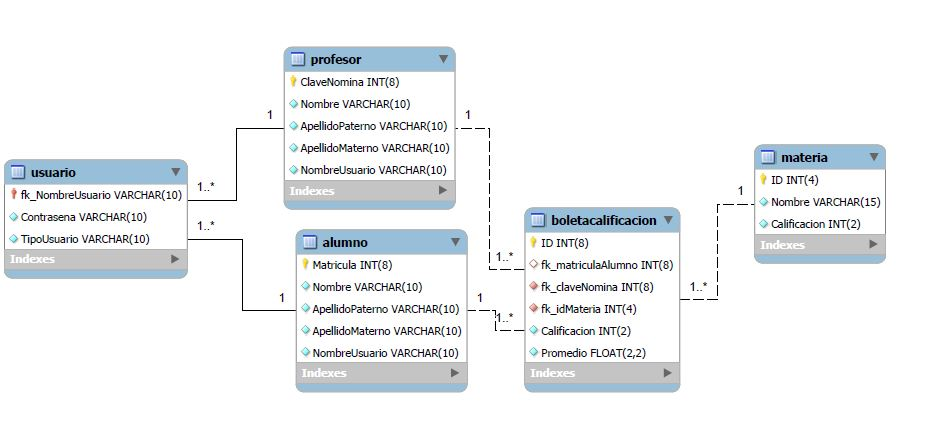 profesor
ClaveNomina INT(8)
Nombre VARCHAR(10)
ApellidoPaterno VARCHAR(10)
ApellidoMaterno VARCHAR(10)
NombreUsuario VARCHAR(10)
Indexes
1
1
usuario
fk_NombreUsuario VARCHAR(10)
Contrasena VARCHAR(10)
TipoUsuario VARCHAR(10)
Indexes
1..*
1..*
alumno
Matricula INT(8)
Nombre VARCHAR(10)
ApellidoPaterno VARCHAR(10)
ApellidoMaterno VARCHAR(10)
NombreUsuario VARCHAR(10)
Indexes
1
1
boletacalificacion
ID INT(8)
fk_matriculaAlumno INT(8)
fk_claveNomina INT(8)
fk_idMateria INT(4)
Calificacion INT(2)
Promedio FLOAT(2,2)
Indexes
1..*
1..*
1..*
materia
ID INT(4)
Nombre VARCHAR(15)
Calificacion INT(2)
Indexes
1